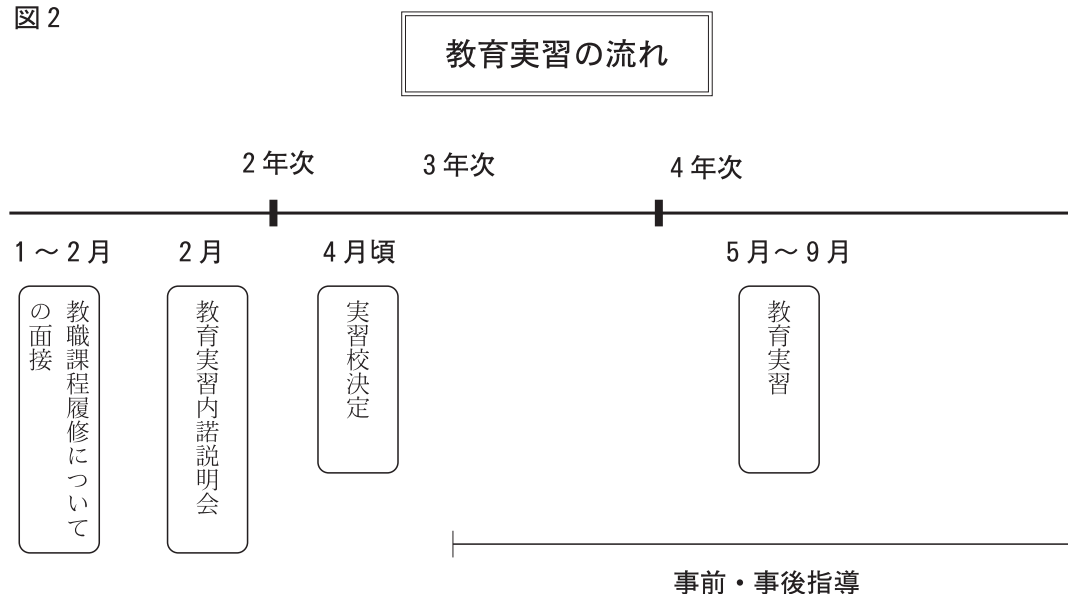 図2
教育実習の流れ
2年次
3年次
4年次
1～2月
2月
4月頃
5月～9月
教職課程履修について
の面接
教育実習内諾説明会
実習校決定
教育実習
事前・事後指導